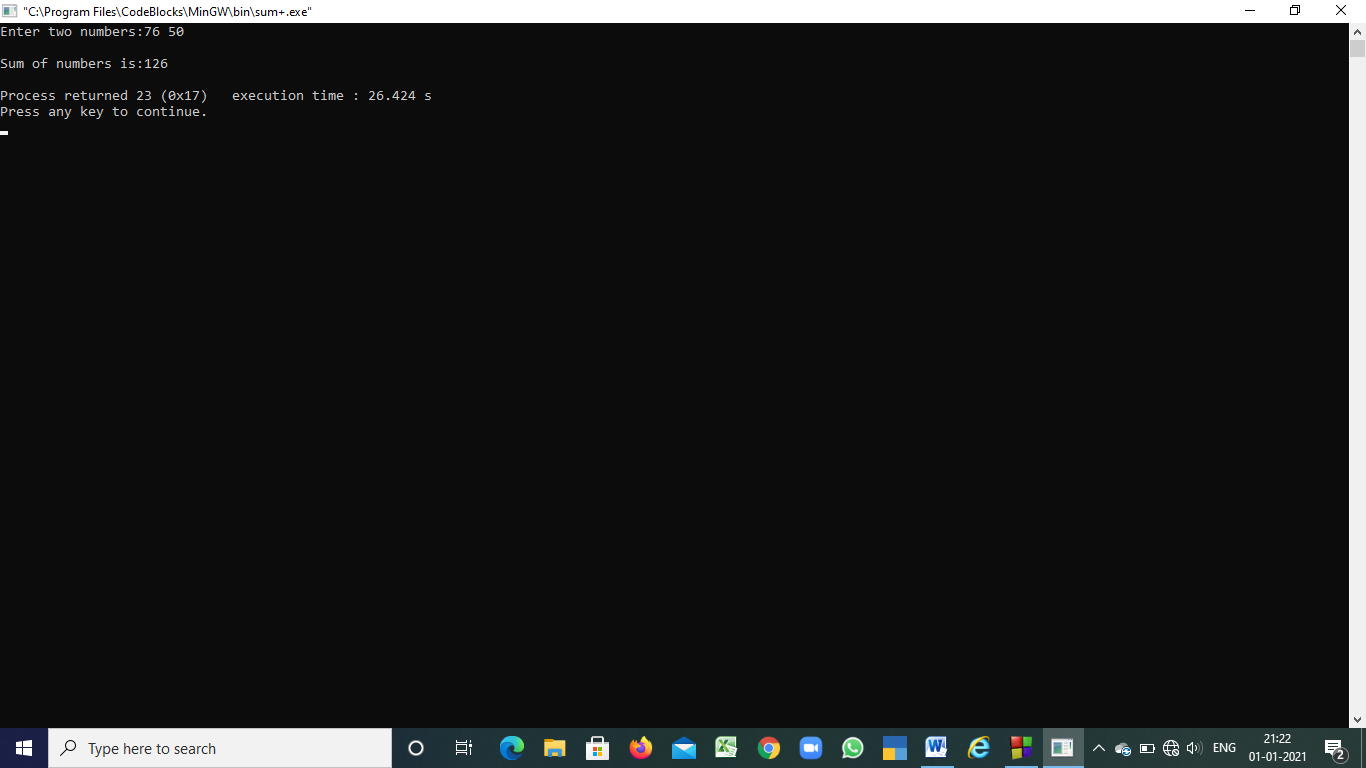 "C:\Program Files\CodeBlocks\MinGW\bin\sum+.exe"
Enter two numbers:76 50
Sum of numbers is:126
Process returned 23 (0x17)   execution time : 26.424 s
Press any key to continue.
Type here to search
ENG
21:22
01-01-2021
2